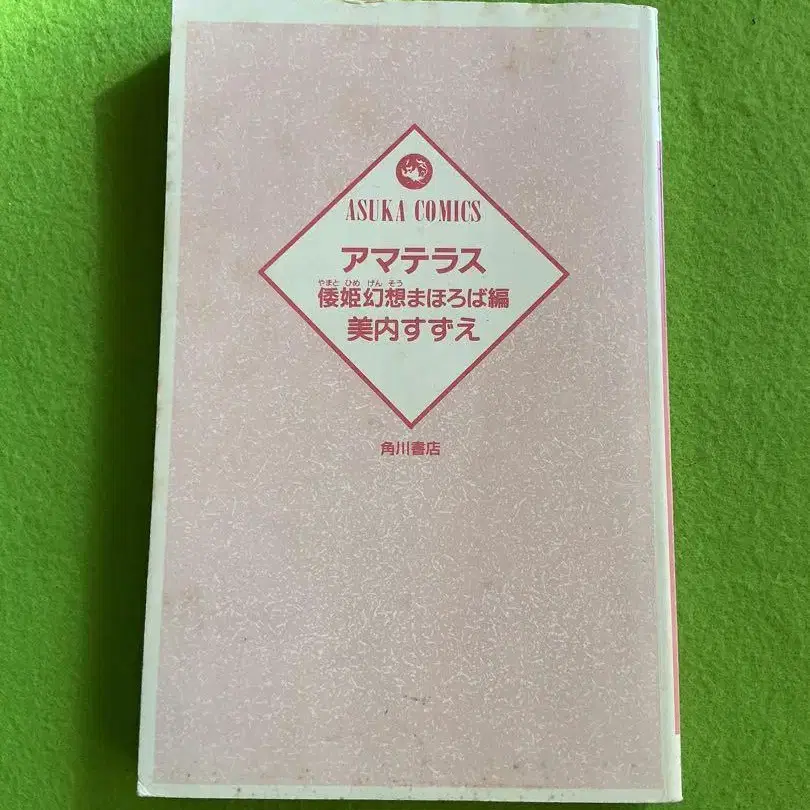 ASUKA COMICS
アマテラス
やまと ひめ げん そう
倭姫幻想まほろば編
美内すずえ
角川書店